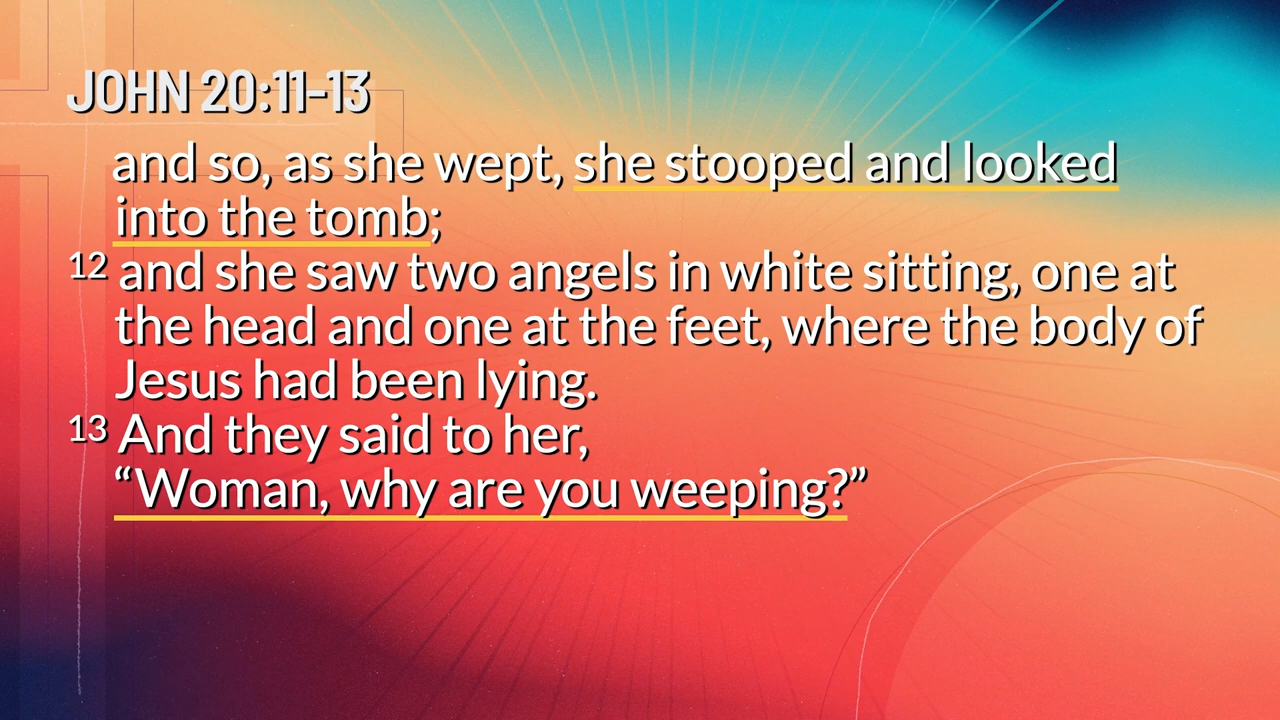 JOHN 20:11-13
and so, as she wept, she stooped and looked
into the tomb;
12 and she saw two angels in white sitting, one at
the head and one at the feet, where the body of
Jesus had been lying.
13 And they said to her,
“Woman, why are you weeping?”